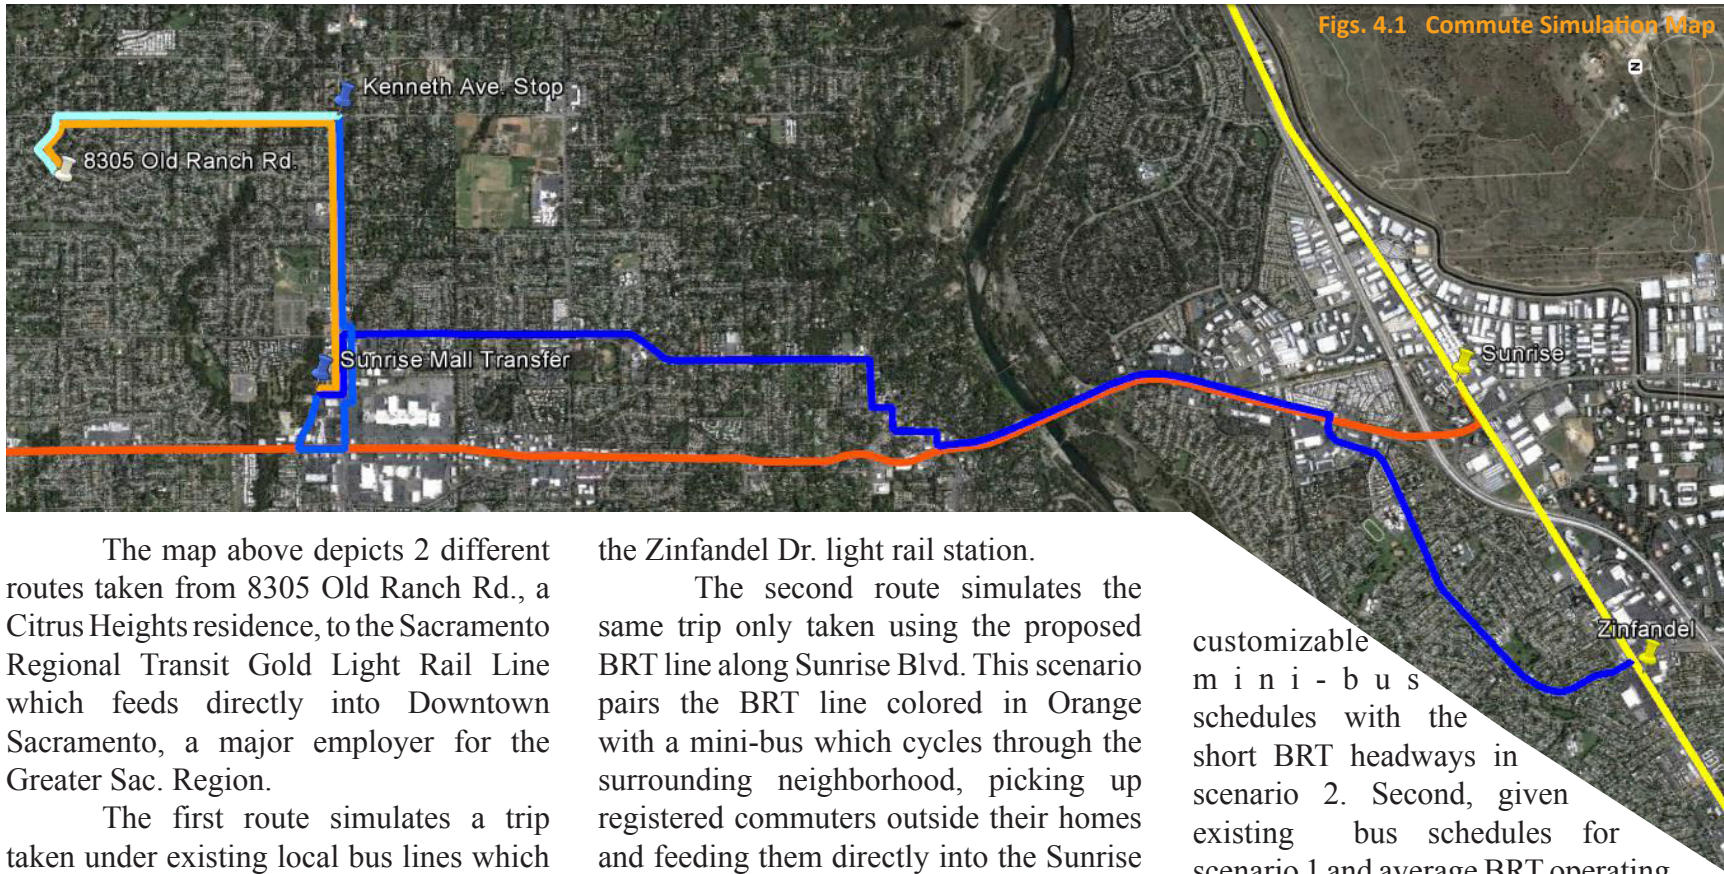 Figs. 4.1 Commute Simulation Map
N
Kenneth Ave. Stop
8305 Old Ranch Rd.
Sunrise Mall Transfer
Sunrise
Zinfandel
The map above depicts 2 different
routes taken from 8305 Old Ranch Rd., a
Citrus Heights residence, to the Sacramento
Regional Transit Gold Light Rail Line
which feeds directly into Downtown
Sacramento, a major employer for the
Greater Sac. Region.
The first route simulates a trip
taken under existing local bus lines which
the Zinfandel Dr. light rail station.
The second route simulates the
same trip only taken using the proposed
BRT line along Sunrise Blvd. This scenario
pairs the BRT line colored in Orange
with a mini-bus which cycles through the
surrounding neighborhood, picking up
registered commuters outside their homes
and feeding them directly into the Sunrise
customizable
mini-bus
schedules with the
short BRT headways in
scenario 2. Second, given
existing bus schedules for
scenario 1 and average BRT operating